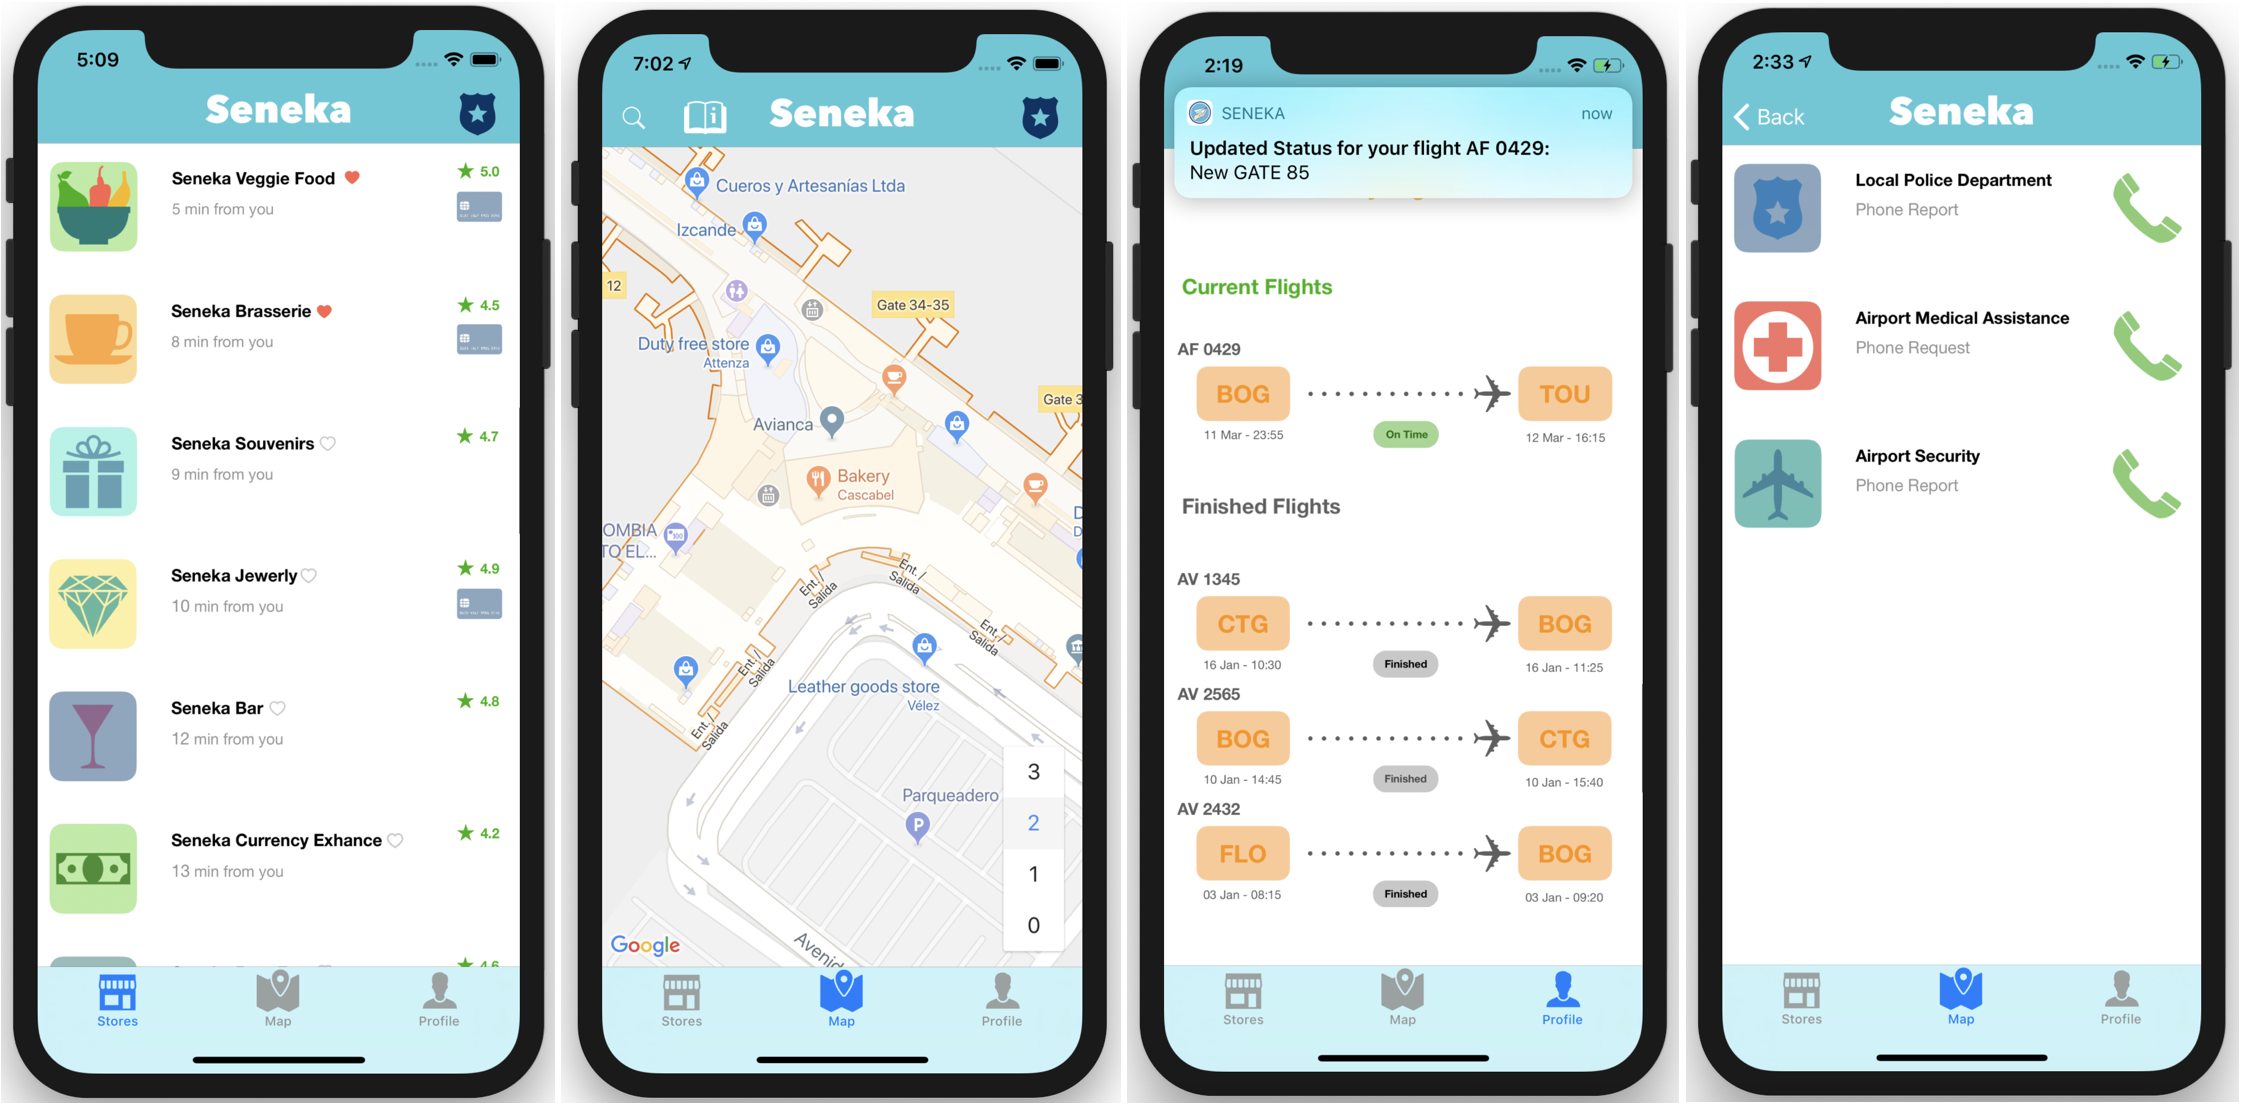 5:09
Seneka
Seneka Veggie Food
5.0
5 min from you
Seneka Brasserie
4.5
8 min from you
Seneka Souvenirs
4.7
9 min from you
Seneka Jewerly
4.9
10 min from you
Seneka Bar
4.8
12 min from you
Seneka Currency Exhance
4.2
13 min from you
4.6
Stores
Map
Profile
7:02
Seneka
Cueros y Artesanías Ltda
Izcande
12
Gate 34-35
Duty free store
Attenza
Gate 3
Avianca
Bakery
Cascabel
OMBIA
TO EL...
D
D
Ent./
Salida
Ent./
Salida
Ent./
Salida
Ent./
Salida
Ent./
Salida
Leather goods store
Vélez
Parqueadero
P
3
2
1
0
Google
Avenid
Stores
Map
Profile
2:19
SENEKA
now
Updated Status for your flight AF 0429:
New GATE 85
Current Flights
AF 0429
BOG
TOU
11 Mar - 23:55
On Time
12 Mar - 16:15
Finished Flights
AV 1345
CTG
BOG
16 Jan - 10:30
Finished
16 Jan - 11:25
AV 2565
BOG
CTG
10 Jan - 14:45
Finished
10 Jan - 15:40
AV 2432
FLO
BOG
03 Jan - 08:15
Finished
03 Jan - 09:20
Stores
Map
Profile
2:33
Back
Seneka
Local Police Department
Phone Report
Airport Medical Assistance
Phone Request
Airport Security
Phone Report
Stores
Map
Profile